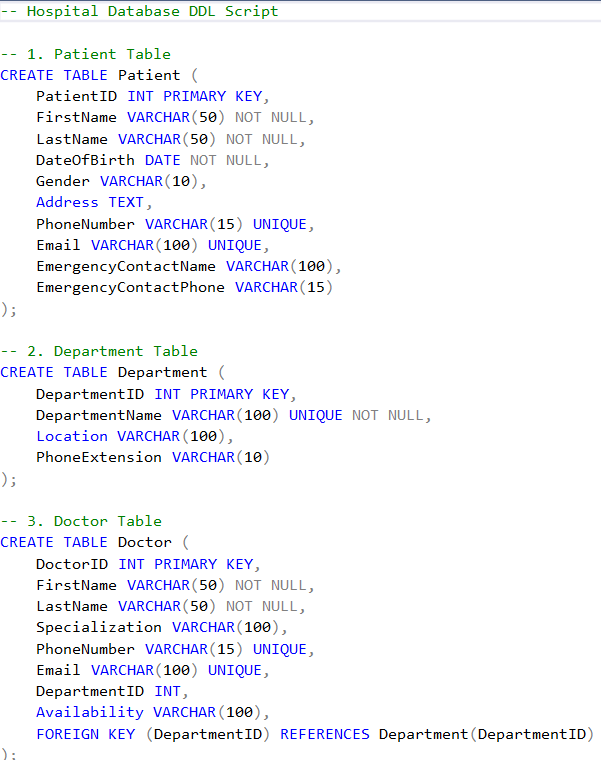 -- Hospital Database DDL Script
-- 1. Patient Table
CREATE TABLE Patient (
    PatientID INT PRIMARY KEY,
    FirstName VARCHAR(50) NOT NULL,
    LastName VARCHAR(50) NOT NULL,
    DateOfBirth DATE NOT NULL,
    Gender VARCHAR(10),
    Address TEXT,
    PhoneNumber VARCHAR(15) UNIQUE,
    Email VARCHAR(100) UNIQUE,
    EmergencyContactName VARCHAR(100),
    EmergencyContactPhone VARCHAR(15)
);
-- 2. Department Table
CREATE TABLE Department (
    DepartmentID INT PRIMARY KEY,
    DepartmentName VARCHAR(100) UNIQUE NOT NULL,
    Location VARCHAR(100),
    PhoneExtension VARCHAR(10)
);
-- 3. Doctor Table
CREATE TABLE Doctor (
    DoctorID INT PRIMARY KEY,
    FirstName VARCHAR(50) NOT NULL,
    LastName VARCHAR(50) NOT NULL,
    Specialization VARCHAR(100),
    PhoneNumber VARCHAR(15) UNIQUE,
    Email VARCHAR(100) UNIQUE,
    DepartmentID INT,
    Availability VARCHAR(100),
    FOREIGN KEY (DepartmentID) REFERENCES Department(DepartmentID)
);